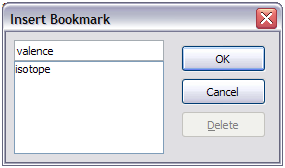 Insert Bookmark
valence
isotope
OK
Cancel
Delete